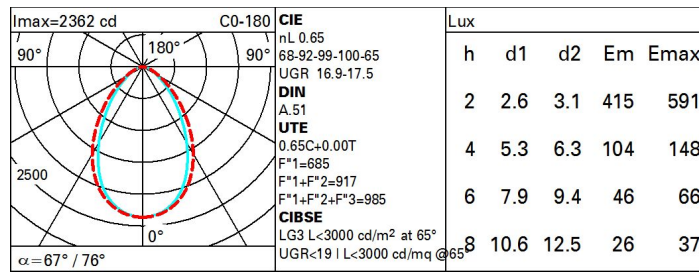 Imax=2362 cd C0-180
90° 180° 90°
2500
0°
α=67° / 76°
CIE
nL 0.65
68-92-99-100-65
UGR 16.9-17.5
DIN
A.51
UTE
0.65C+0.00T
F"1=685
F"1+F"2=917
F"1+F"2+F"3=985
CIBSE
LG3 L<3000 cd/m² at 65°
UGR<19 | L<3000 cd/mq @65°
Lux
h d1 d2 Em Emax
2 2.6 3.1 415 591
4 5.3 6.3 104 148
6 7.9 9.4 46 66
8 10.6 12.5 26 37